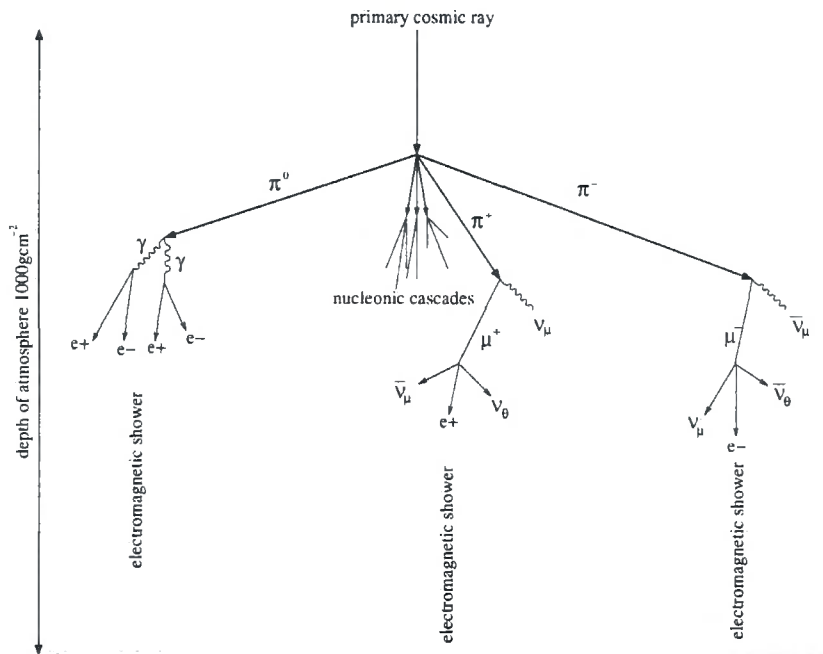 primary cosmic ray
π⁰
π⁻
π⁺
γ
γ
nucleonic cascades
ν_μ
ν̅_μ
μ⁺
μ⁻
e+
e−
e+
e−
ν̅_μ
e+
ν_θ
ν_μ
e−
ν̅_θ
depth of atmosphere 1000gcm⁻²
electromagnetic shower
electromagnetic shower
electromagnetic shower